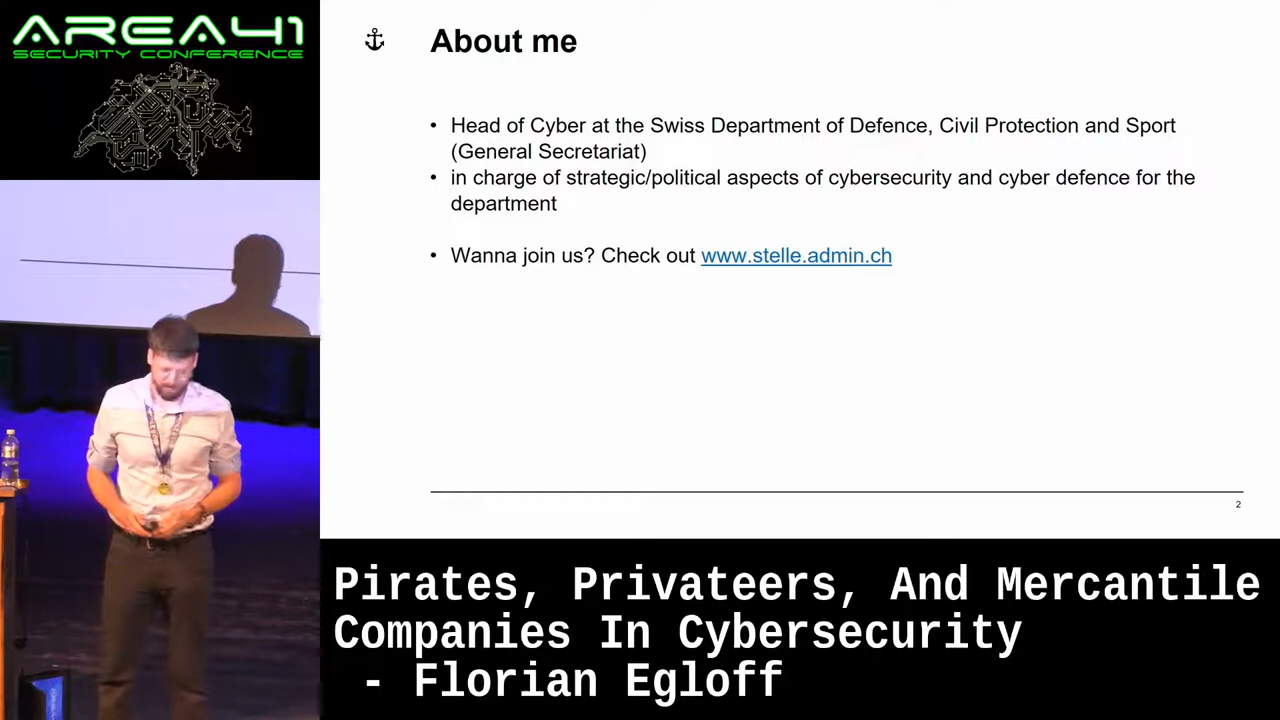 AREA41
SECURITY CONFERENCE
About me
• Head of Cyber at the Swiss Department of Defence, Civil Protection and Sport
(General Secretariat)
• in charge of strategic/political aspects of cybersecurity and cyber defence for the
department
• Wanna join us? Check out www.stelle.admin.ch
2
Pirates, Privateers, And Mercantile
Companies In Cybersecurity
- Florian Egloff